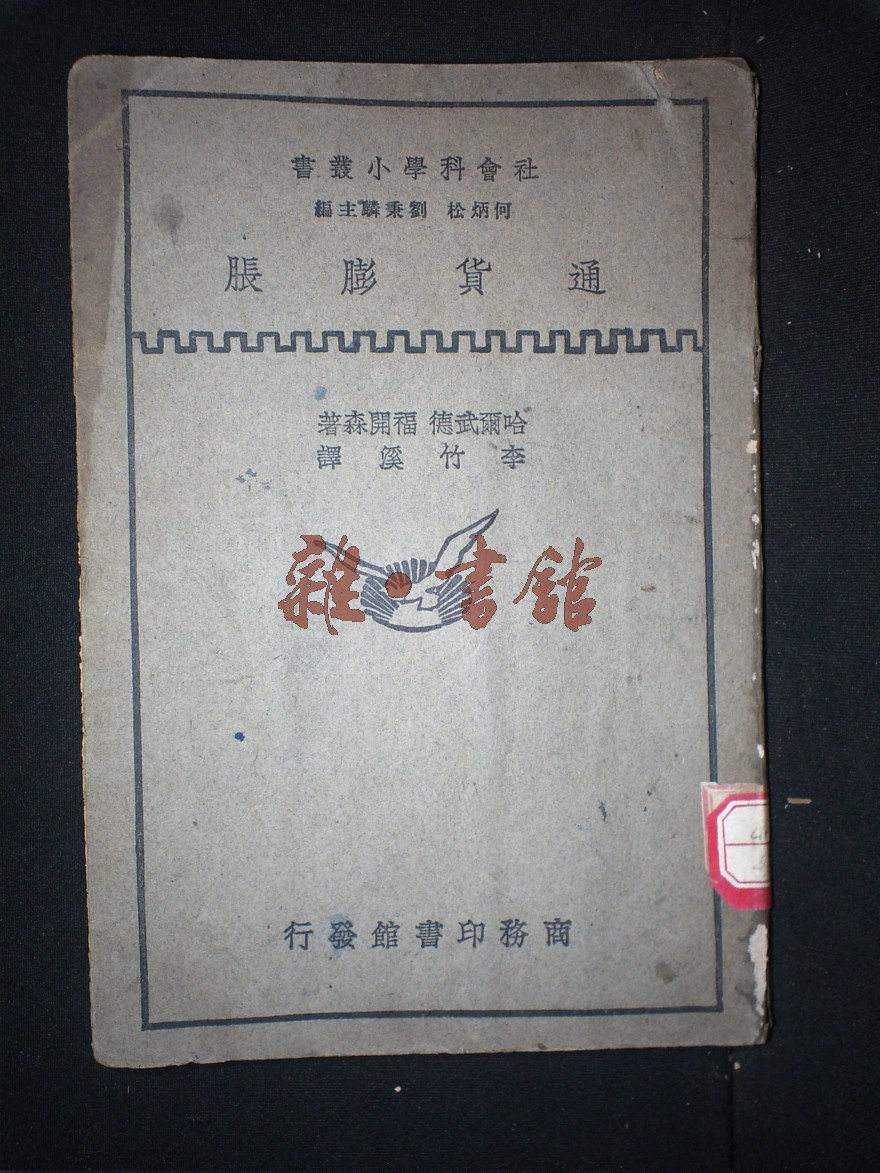 社會科學小叢書
何炳松 劉秉麟主編
通貨膨脹
哈爾武德 福開森著
李竹溪譯
雜·書舘
商務印書館發行